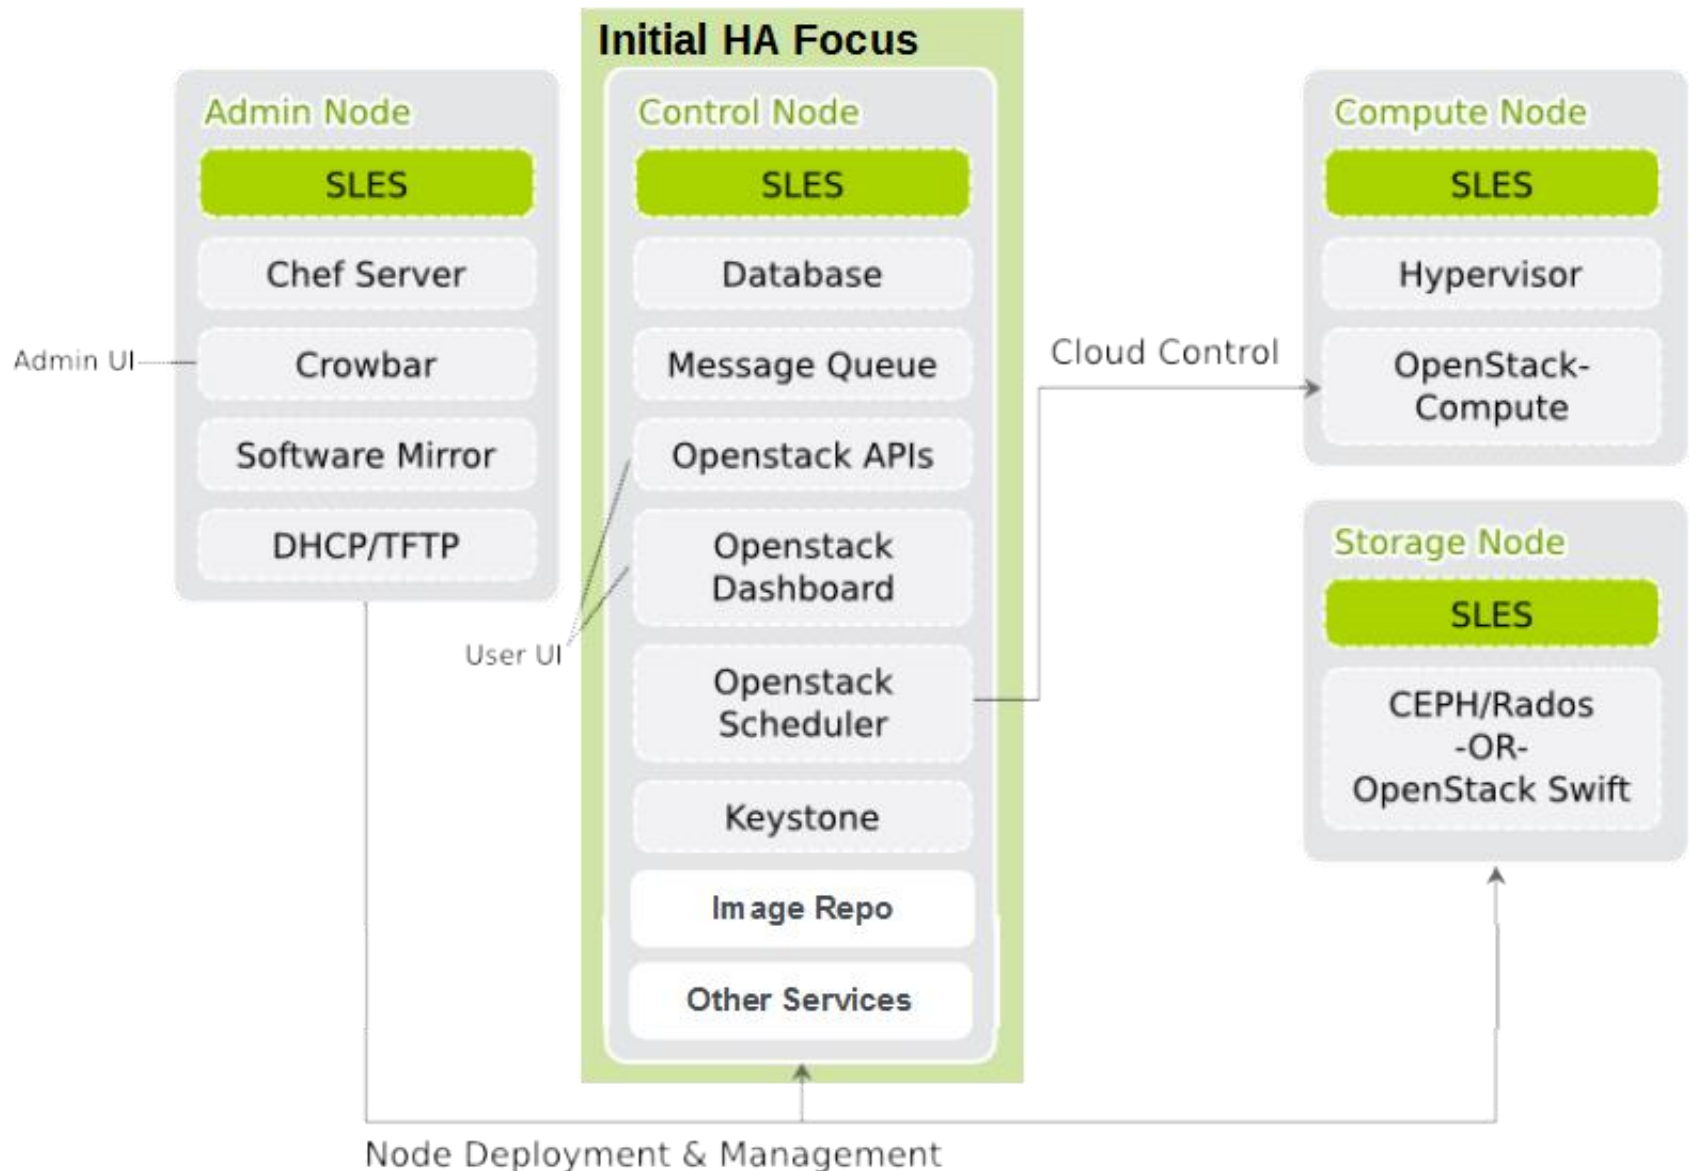 Initial HA Focus
Admin Node
SLES
Chef Server
Admin UI
Crowbar
Software Mirror
DHCP/TFTP
User UI
Control Node
SLES
Database
Message Queue
Openstack APIs
Openstack
Dashboard
Openstack
Scheduler
Keystone
Image Repo
Other Services
Cloud Control
Compute Node
SLES
Hypervisor
OpenStack-
Compute
Storage Node
SLES
CEPH/Rados
-OR-
OpenStack Swift
Node Deployment & Management